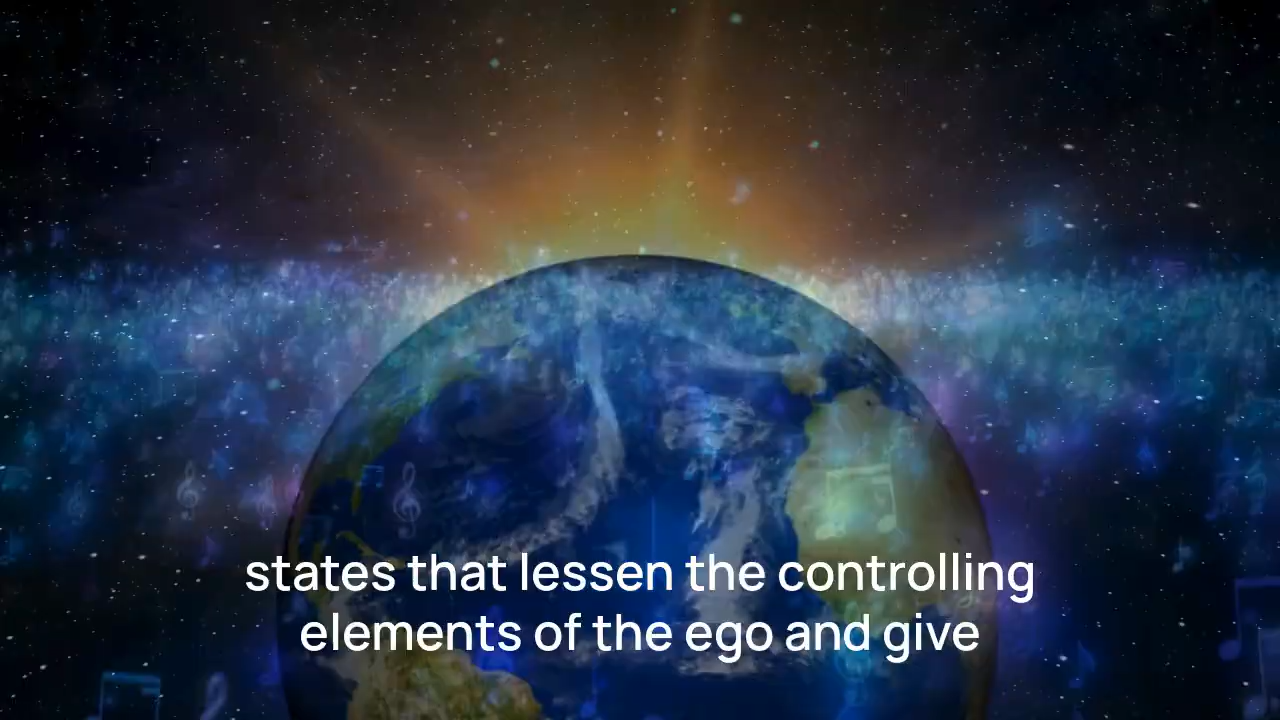 states that lessen the controlling
elements of the ego and give